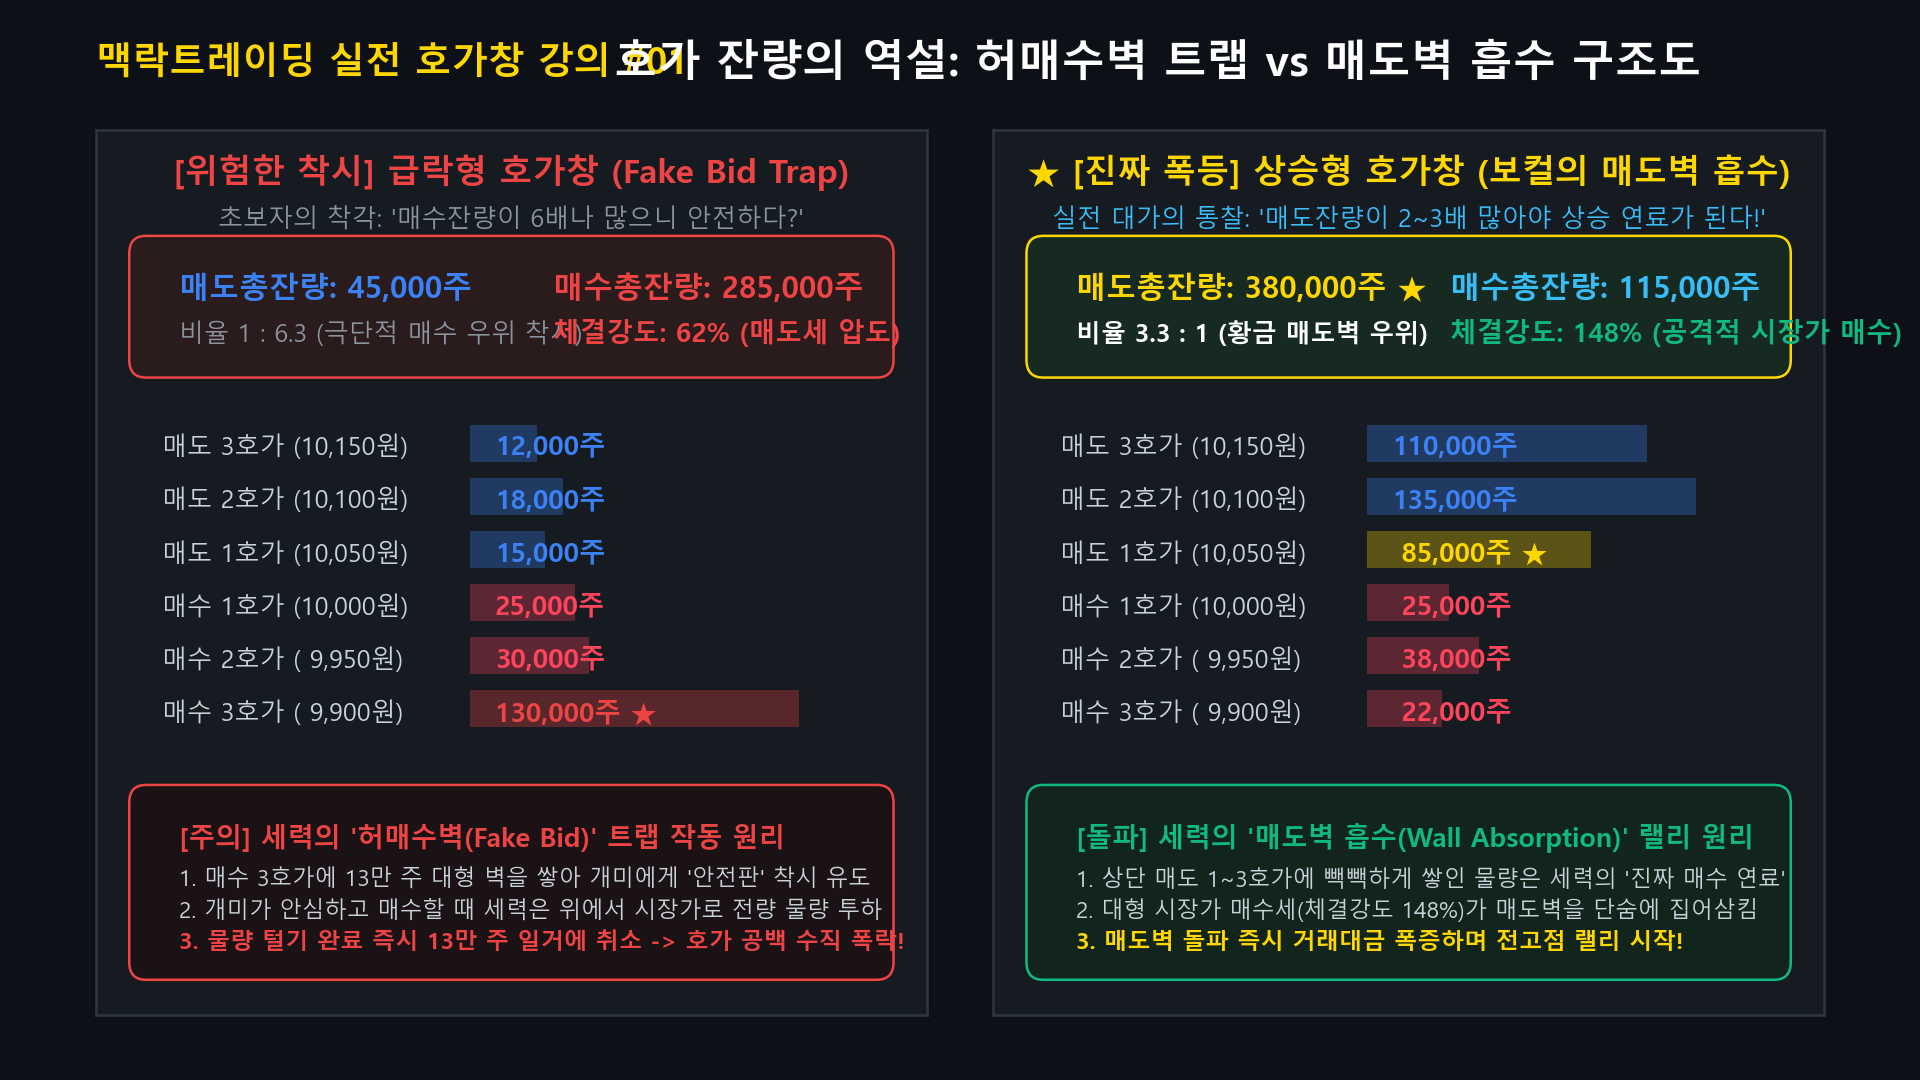 맥락트레이딩 실전 호가창 강의 #01
호가 잔량의 역설: 허매수벽 트랩 vs 매도벽 흡수 구조도
[위험한 착시] 급락형 호가창 (Fake Bid Trap)
초보자의 착각: '매수잔량이 6배나 많으니 안전하다?'
매도총잔량: 45,000주
매수총잔량: 285,000주
비율 1 : 6.3 (극단적 매수 우위 착시)
체결강도: 62% (매도세 압도)
매도 3호가 (10,150원) 12,000주
매도 2호가 (10,100원) 18,000주
매도 1호가 (10,050원) 15,000주
매수 1호가 (10,000원) 25,000주
매수 2호가 ( 9,950원) 30,000주
매수 3호가 ( 9,900원) 130,000주 ★
[주의] 세력의 '허매수벽(Fake Bid)' 트랩 작동 원리
1. 매수 3호가에 13만 주 대형 벽을 쌓아 개미에게 '안전판' 착시 유도
2. 개미가 안심하고 매수할 때 세력은 위에서 시장가로 전량 물량 투하
3. 물량 털기 완료 즉시 13만 주 일거에 취소 -> 호가 공백 수직 폭락!
★ [진짜 폭등] 상승형 호가창 (보컬의 매도벽 흡수)
실전 대가의 통찰: '매도잔량이 2~3배 많아야 상승 연료가 된다!'
매도총잔량: 380,000주 ★
매수총잔량: 115,000주
비율 3.3 : 1 (황금 매도벽 우위)
체결강도: 148% (공격적 시장가 매수)
매도 3호가 (10,150원) 110,000주
매도 2호가 (10,100원) 135,000주
매도 1호가 (10,050원) 85,000주 ★
매수 1호가 (10,000원) 25,000주
매수 2호가 ( 9,950원) 38,000주
매수 3호가 ( 9,900원) 22,000주
[돌파] 세력의 '매도벽 흡수(Wall Absorption)' 랠리 원리
1. 상단 매도 1~3호가에 빽빽하게 쌓인 물량은 세력의 '진짜 매수 연료'
2. 대형 시장가 매수세(체결강도 148%)가 매도벽을 단숨에 집어삼킴
3. 매도벽 돌파 즉시 거래대금 폭증하며 전고점 랠리 시작!